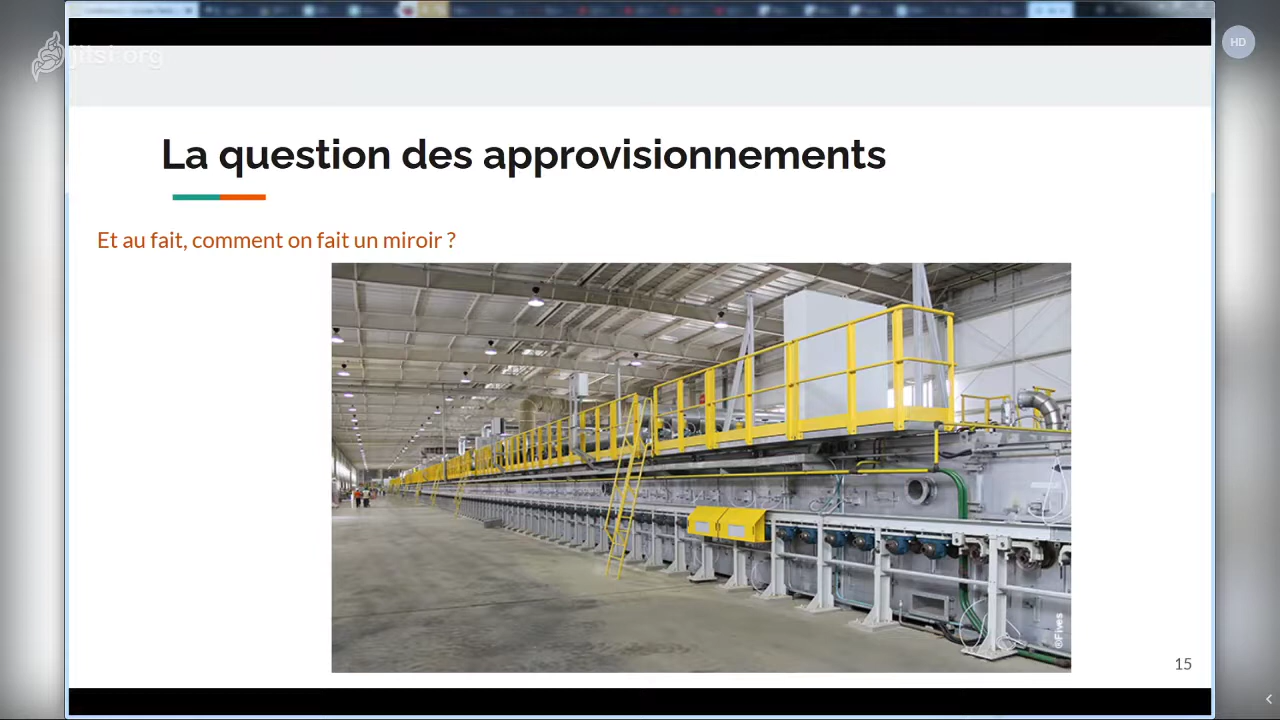 jitsi.org
HD
La question des approvisionnements
Et au fait, comment on fait un miroir ?
©Fives
15